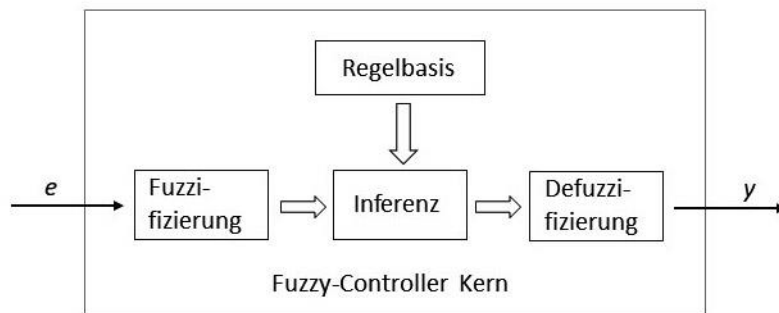 Regelbasis
e
Fuzzi-
fizierung
Inferenz
Defuzzi-
fizierung
y
Fuzzy-Controller Kern